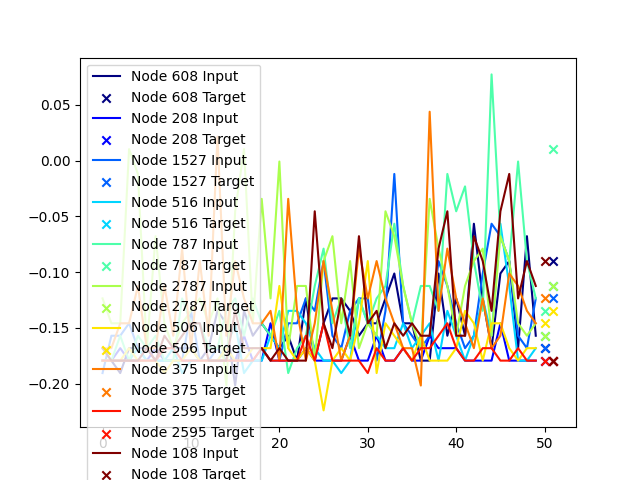 Node 608 Input
Node 608 Target
Node 208 Input
Node 208 Target
Node 1527 Input
Node 1527 Target
Node 516 Input
Node 516 Target
Node 787 Input
Node 787 Target
Node 2787 Input
Node 2787 Target
Node 506 Input
Node 506 Target
Node 375 Input
Node 375 Target
Node 2595 Input
Node 2595 Target
Node 108 Input
Node 108 Target
0.05
0.00
−0.05
−0.10
−0.15
−0.20
0 10 20 30 40 50